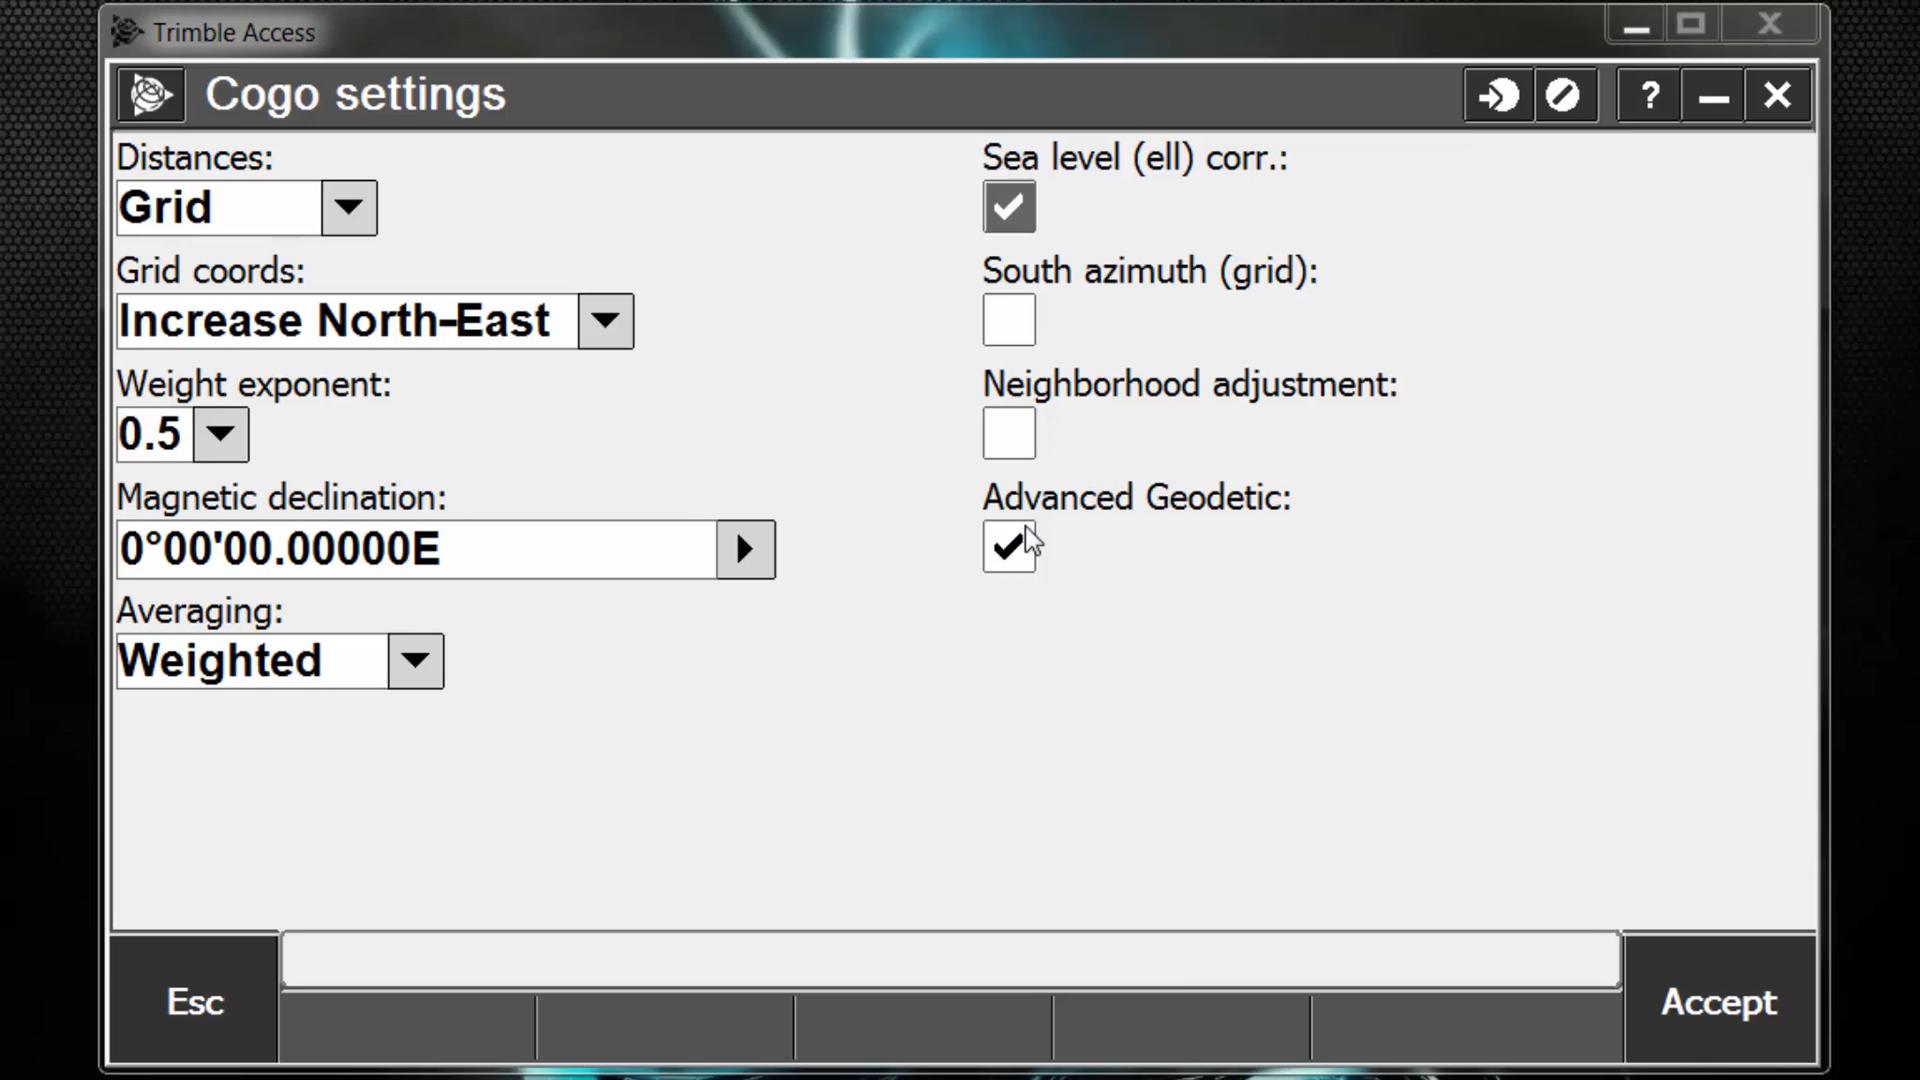 Trimble Access
Cogo settings
?
Distances:
Grid
Grid coords:
Increase North-East
Weight exponent:
0.5
Magnetic declination:
0°00'00.00000E
Averaging:
Weighted
Sea level (ell) corr.:
South azimuth (grid):
Neighborhood adjustment:
Advanced Geodetic:
Esc
Accept